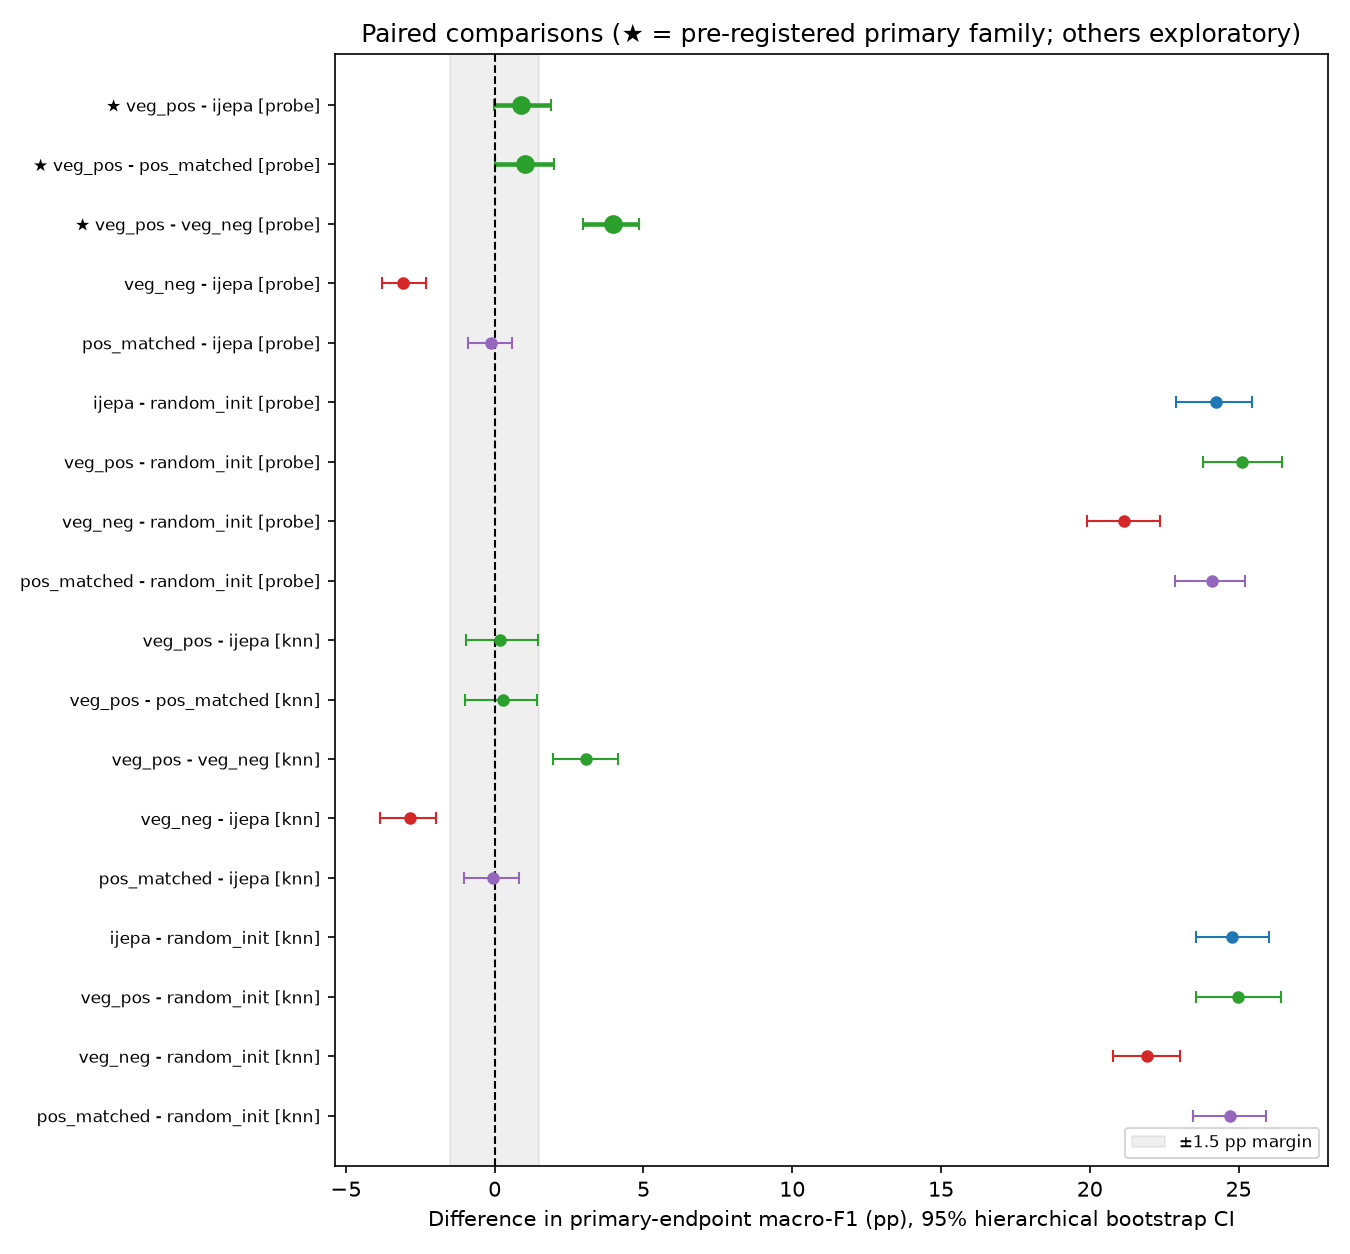 Paired comparisons (★ = pre-registered primary family; others exploratory)
★ veg_pos - ijepa [probe]
★ veg_pos - pos_matched [probe]
★ veg_pos - veg_neg [probe]
veg_neg - ijepa [probe]
pos_matched - ijepa [probe]
ijepa - random_init [probe]
veg_pos - random_init [probe]
veg_neg - random_init [probe]
pos_matched - random_init [probe]
veg_pos - ijepa [knn]
veg_pos - pos_matched [knn]
veg_pos - veg_neg [knn]
veg_neg - ijepa [knn]
pos_matched - ijepa [knn]
ijepa - random_init [knn]
veg_pos - random_init [knn]
veg_neg - random_init [knn]
pos_matched - random_init [knn]
±1.5 pp margin
−5 0 5 10 15 20 25
Difference in primary-endpoint macro-F1 (pp), 95% hierarchical bootstrap CI